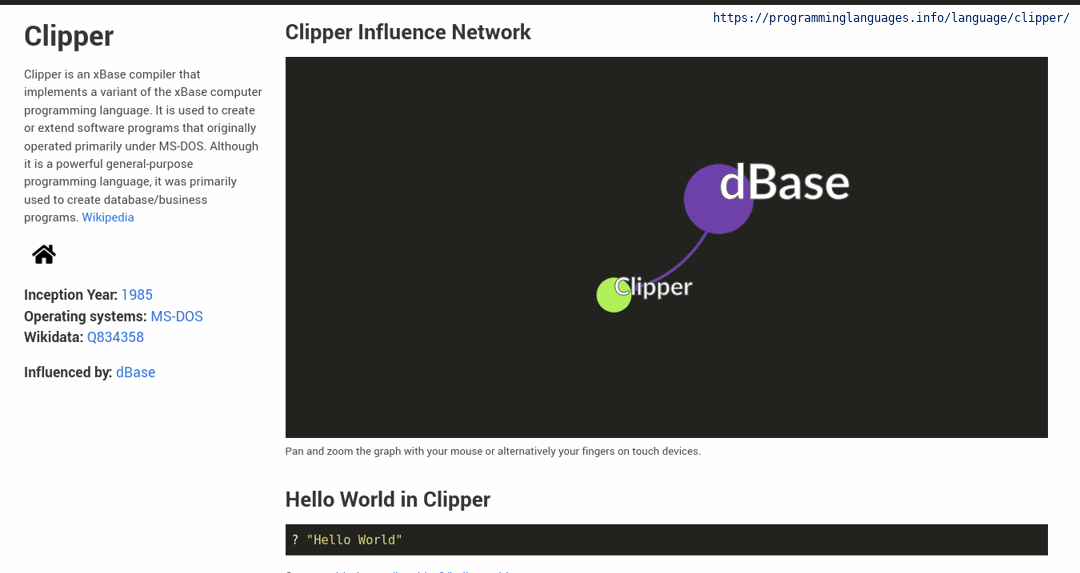 https://programminglanguages.info/language/clipper/
Clipper
Clipper is an xBase compiler that
implements a variant of the xBase computer
programming language. It is used to create
or extend software programs that originally
operated primarily under MS-DOS. Although
it is a powerful general-purpose
programming language, it was primarily
used to create database/business
programs. Wikipedia
Inception Year: 1985
Operating systems: MS-DOS
Wikidata: Q834358
Influenced by: dBase
Clipper Influence Network
dBase
Clipper
Pan and zoom the graph with your mouse or alternatively your fingers on touch devices.
Hello World in Clipper
? "Hello World"